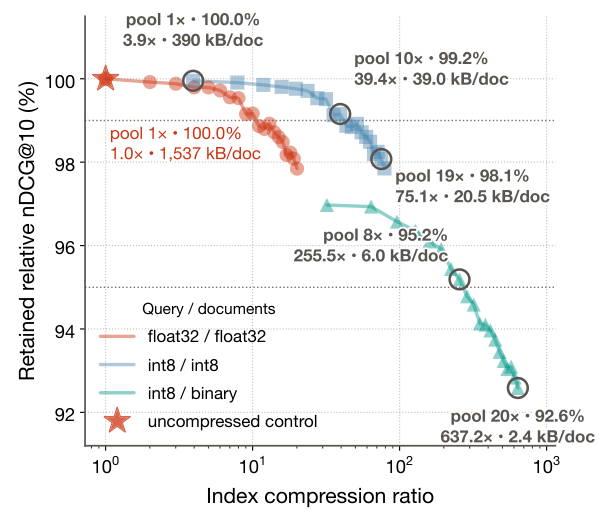 pool 1× • 100.0%
3.9× • 390 kB/doc
pool 10× • 99.2%
39.4× • 39.0 kB/doc
100
pool 1× • 100.0%
1.0× • 1,537 kB/doc
98
pool 19× • 98.1%
75.1× • 20.5 kB/doc
96
pool 8× • 95.2%
255.5× • 6.0 kB/doc
94
92
Retained relative nDCG@10 (%)
Query / documents
float32 / float32
int8 / int8
int8 / binary
uncompressed control
pool 20× • 92.6%
637.2× • 2.4 kB/doc
10⁰ 10¹ 10² 10³
Index compression ratio